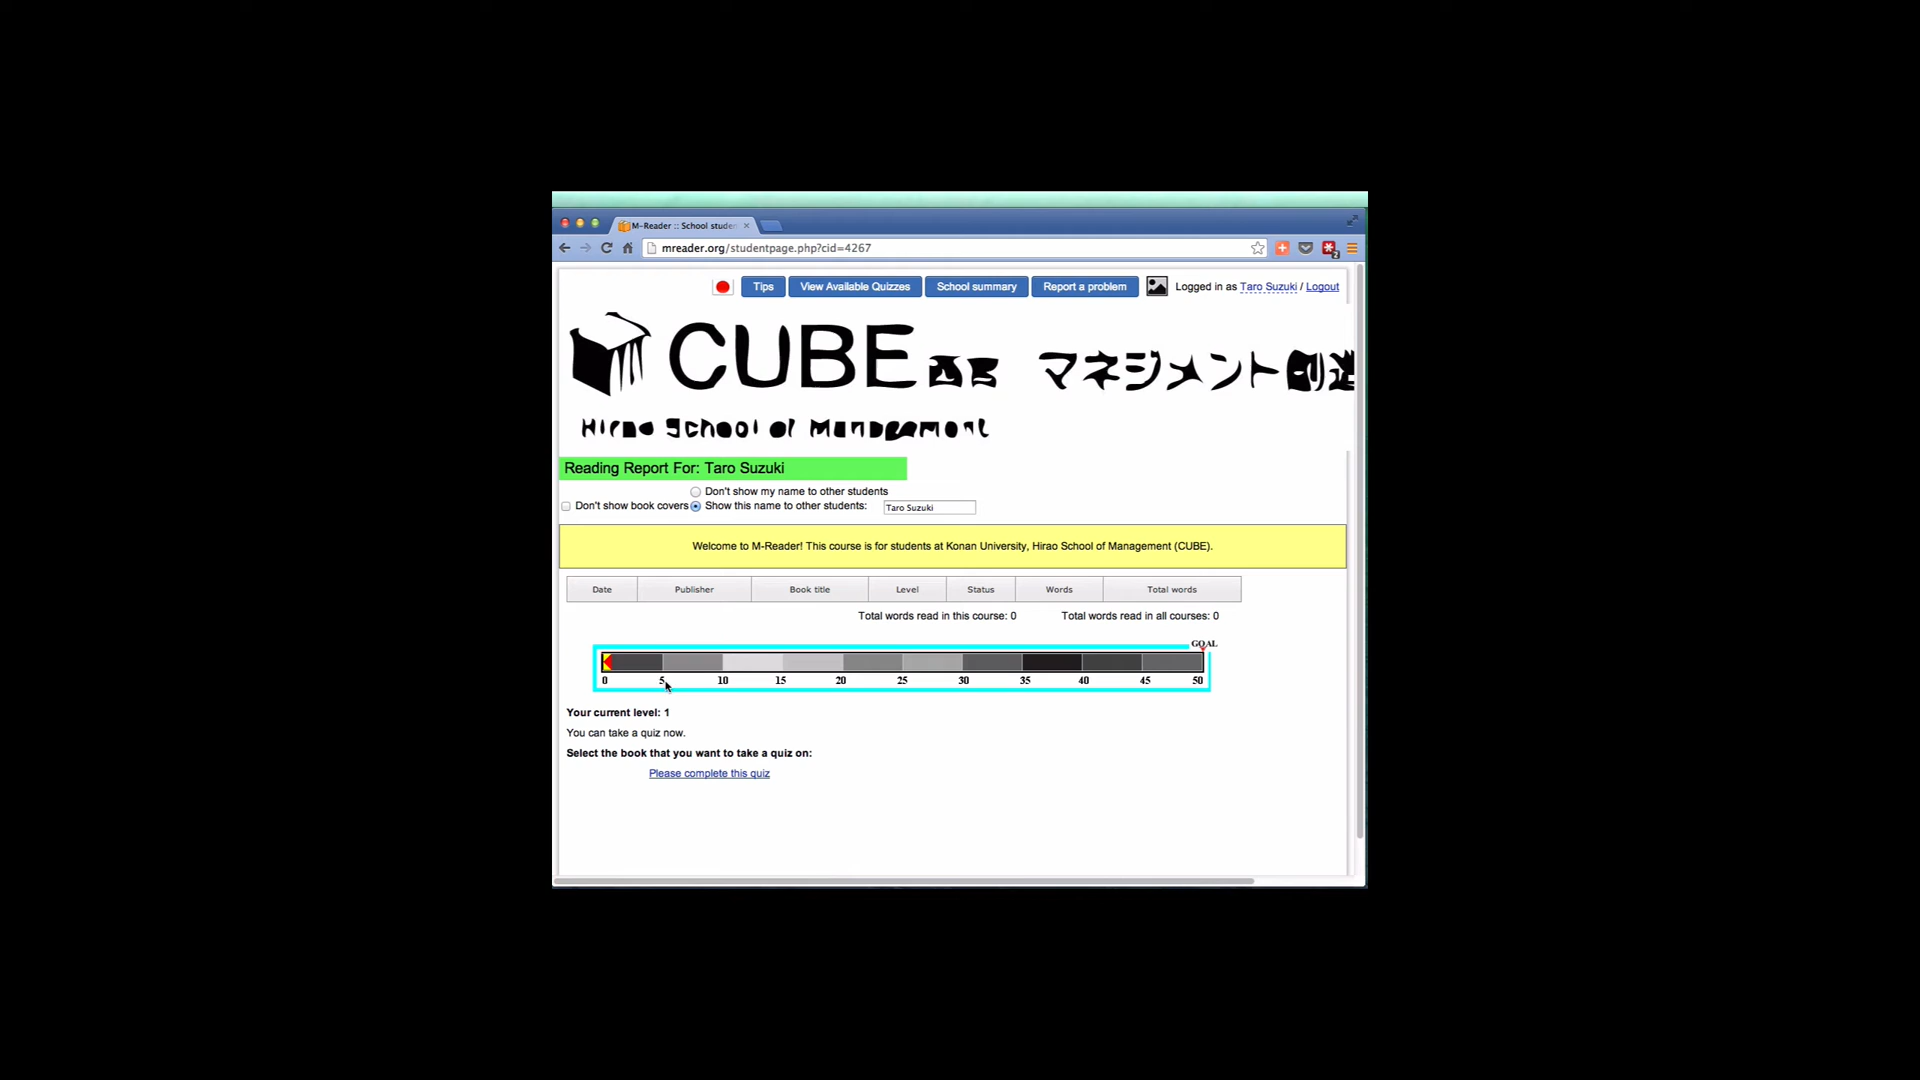 M-Reader :: School studen
mreader.org/studentpage.php?cid=4267
Tips View Available Quizzes School summary Report a problem Logged in as Taro Suzuki / Logout
CUBE マネジメント創造
Hirao School of Management
Reading Report For: Taro Suzuki
Don't show my name to other students
Don't show book covers Show this name to other students: Taro Suzuki
Welcome to M-Reader! This course is for students at Konan University, Hirao School of Management (CUBE).
Date Publisher Book title Level Status Words Total words
Total words read in this course: 0 Total words read in all courses: 0
GOAL
0 5 10 15 20 25 30 35 40 45 50
Your current level: 1
You can take a quiz now.
Select the book that you want to take a quiz on:
Please complete this quiz